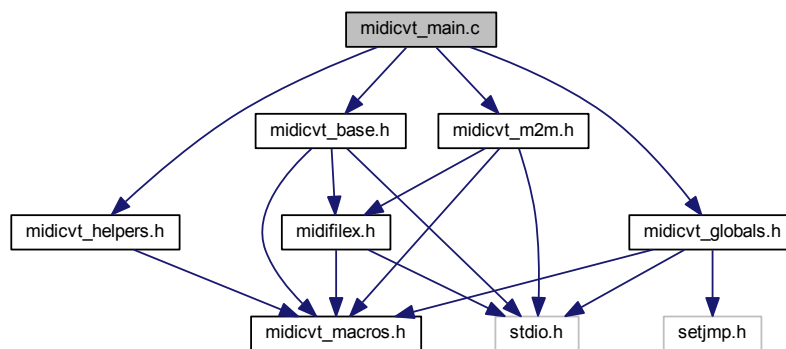 midicvt_main.c
midicvt_base.h
midicvt_m2m.h
midicvt_helpers.h
midifilex.h
midicvt_globals.h
midicvt_macros.h
stdio.h
setjmp.h